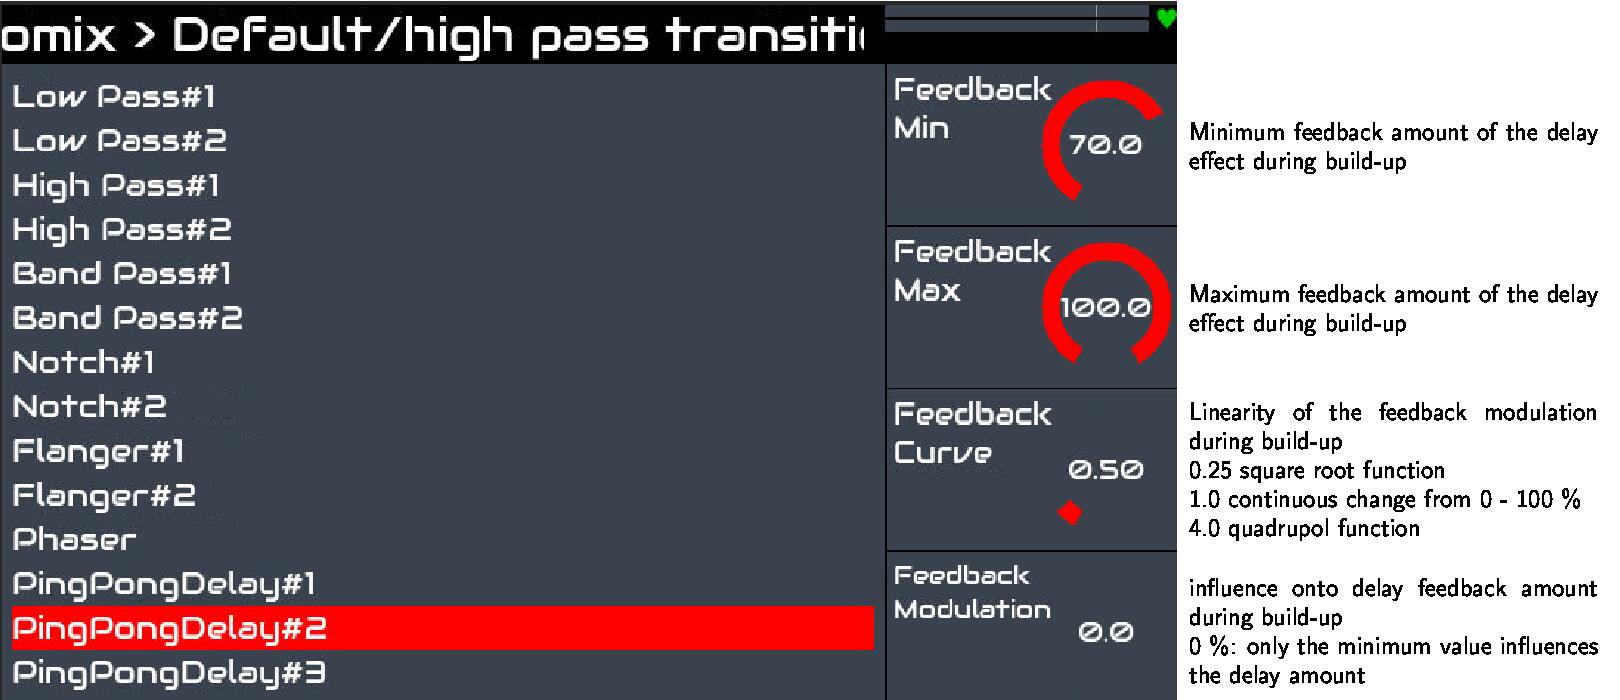 omix > Default/high pass transiti
Low Pass#1
Low Pass#2
High Pass#1
High Pass#2
Band Pass#1
Band Pass#2
Notch#1
Notch#2
Flanger#1
Flanger#2
Phaser
PingPongDelay#1
PingPongDelay#2
PingPongDelay#3
Feedback
Min
70.0
Feedback
Max
100.0
Feedback
Curve
0.50
Feedback
Modulation
0.0
Minimum feedback amount of the delay
effect during build-up
Maximum feedback amount of the delay
effect during build-up
Linearity of the feedback modulation
during build-up
0.25 square root function
1.0 continuous change from 0 - 100 %
4.0 quadrupol function
influence onto delay feedback amount
during build-up
0 %: only the minimum value influences
the delay amount